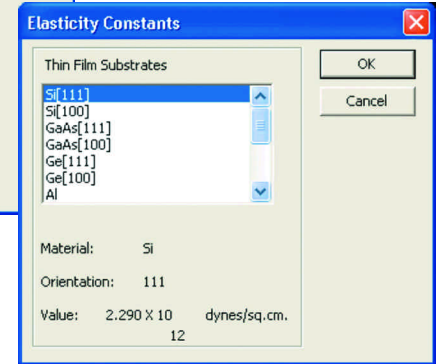 Elasticity Constants
Thin Film Substrates
OK
Cancel
Si[111]
Si[100]
GaAs[111]
GaAs[100]
Ge[111]
Ge[100]
Al
Material: Si
Orientation: 111
Value: 2.290 X 10 dynes/sq.cm.
12